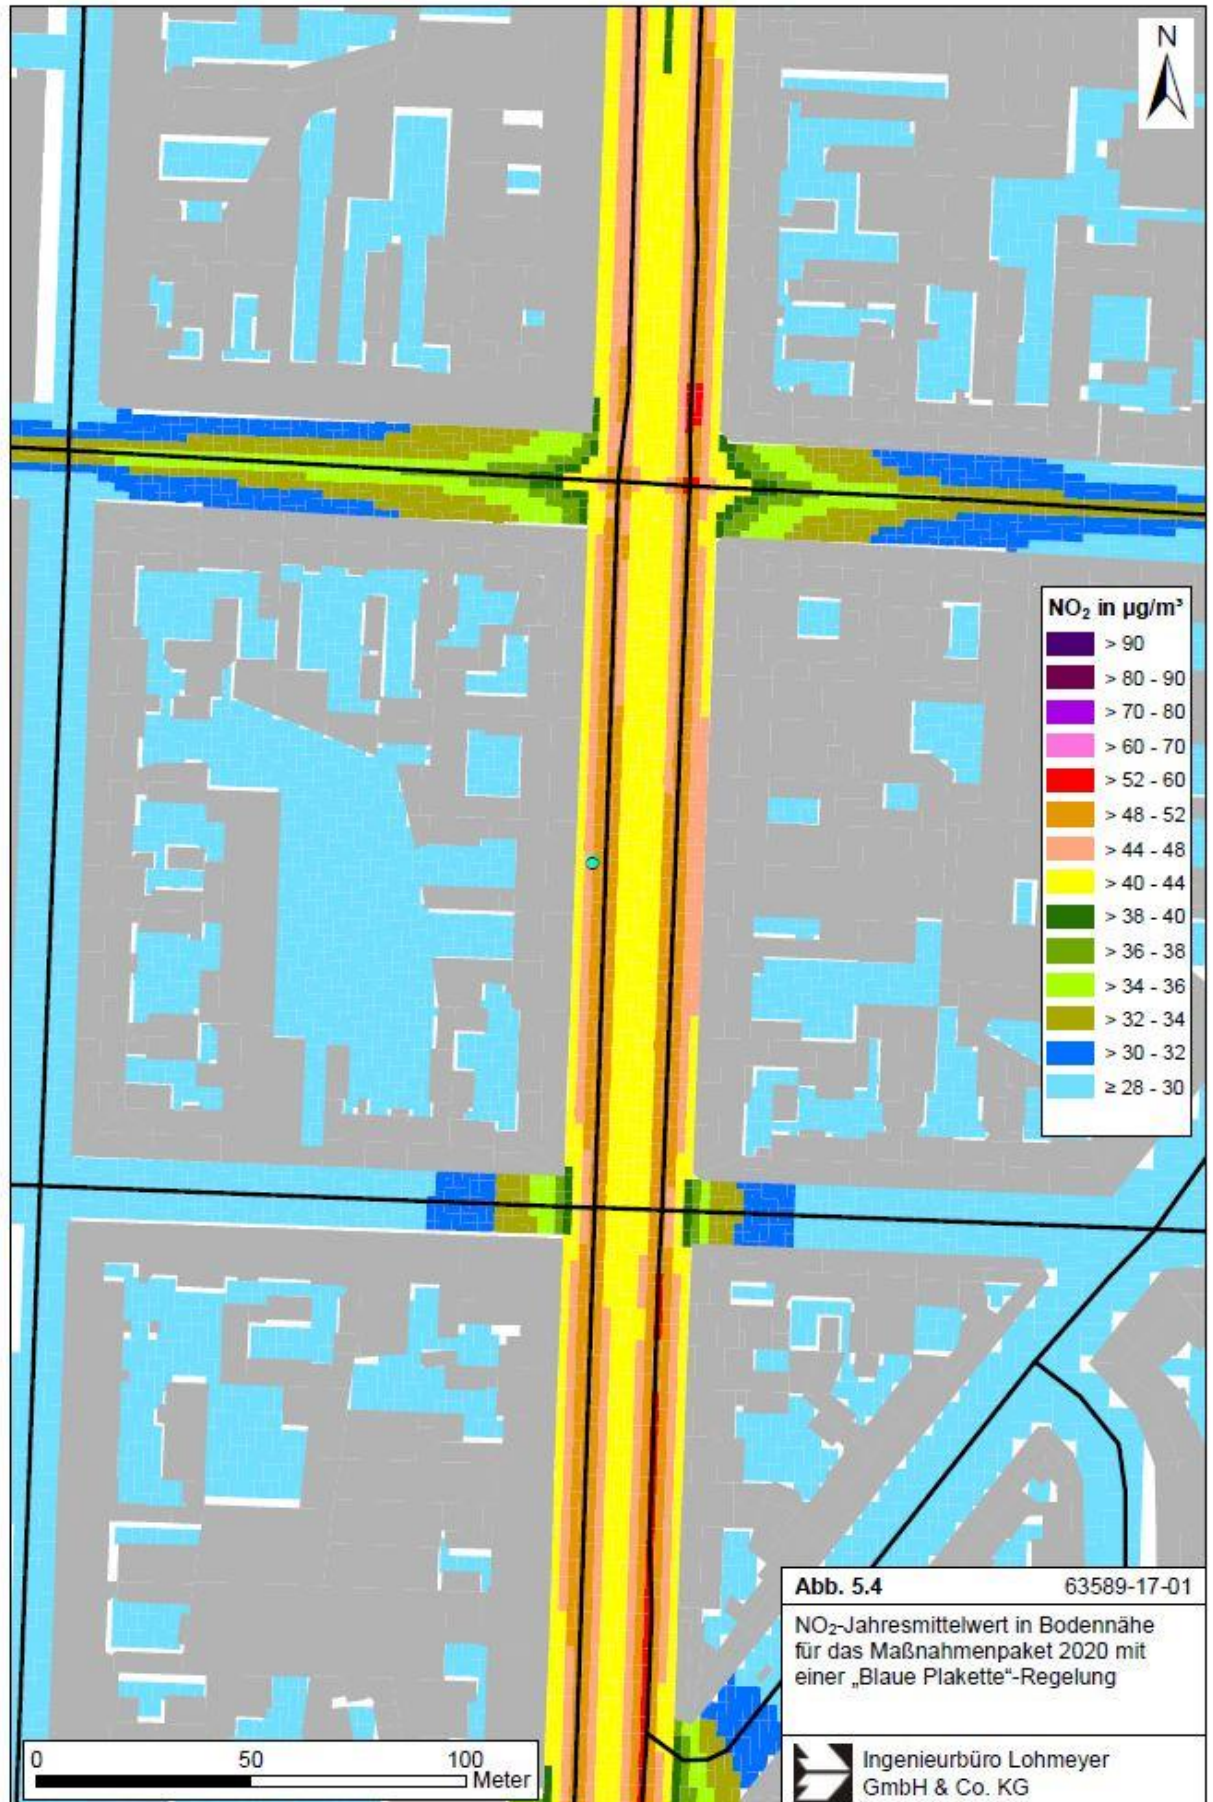 N
NO₂ in µg/m³
> 90
> 80 - 90
> 70 - 80
> 60 - 70
> 52 - 60
> 48 - 52
> 44 - 48
> 40 - 44
> 38 - 40
> 36 - 38
> 34 - 36
> 32 - 34
> 30 - 32
≥ 28 - 30
Abb. 5.4 63589-17-01
NO₂-Jahresmittelwert in Bodennähe
für das Maßnahmenpaket 2020 mit
einer „Blaue Plakette“-Regelung
0 50 100
Meter
Ingenieurbüro Lohmeyer
GmbH & Co. KG